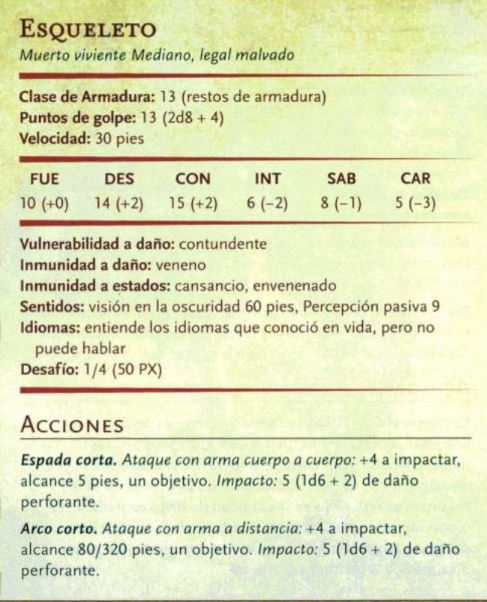 ESQUELETO
Muerto viviente Mediano, legal malvado
Clase de Armadura: 13 (restos de armadura)
Puntos de golpe: 13 (2d8 + 4)
Velocidad: 30 pies
FUE DES CON INT SAB CAR
10 (+0) 14 (+2) 15 (+2) 6 (−2) 8 (−1) 5 (−3)
Vulnerabilidad a daño: contundente
Inmunidad a daño: veneno
Inmunidad a estados: cansancio, envenenado
Sentidos: visión en la oscuridad 60 pies, Percepción pasiva 9
Idiomas: entiende los idiomas que conoció en vida, pero no
puede hablar
Desafío: 1/4 (50 PX)
ACCIONES
Espada corta. Ataque con arma cuerpo a cuerpo: +4 a impactar,
alcance 5 pies, un objetivo. Impacto: 5 (1d6 + 2) de daño
perforante.
Arco corto. Ataque con arma a distancia: +4 a impactar,
alcance 80/320 pies, un objetivo. Impacto: 5 (1d6 + 2) de daño
perforante.